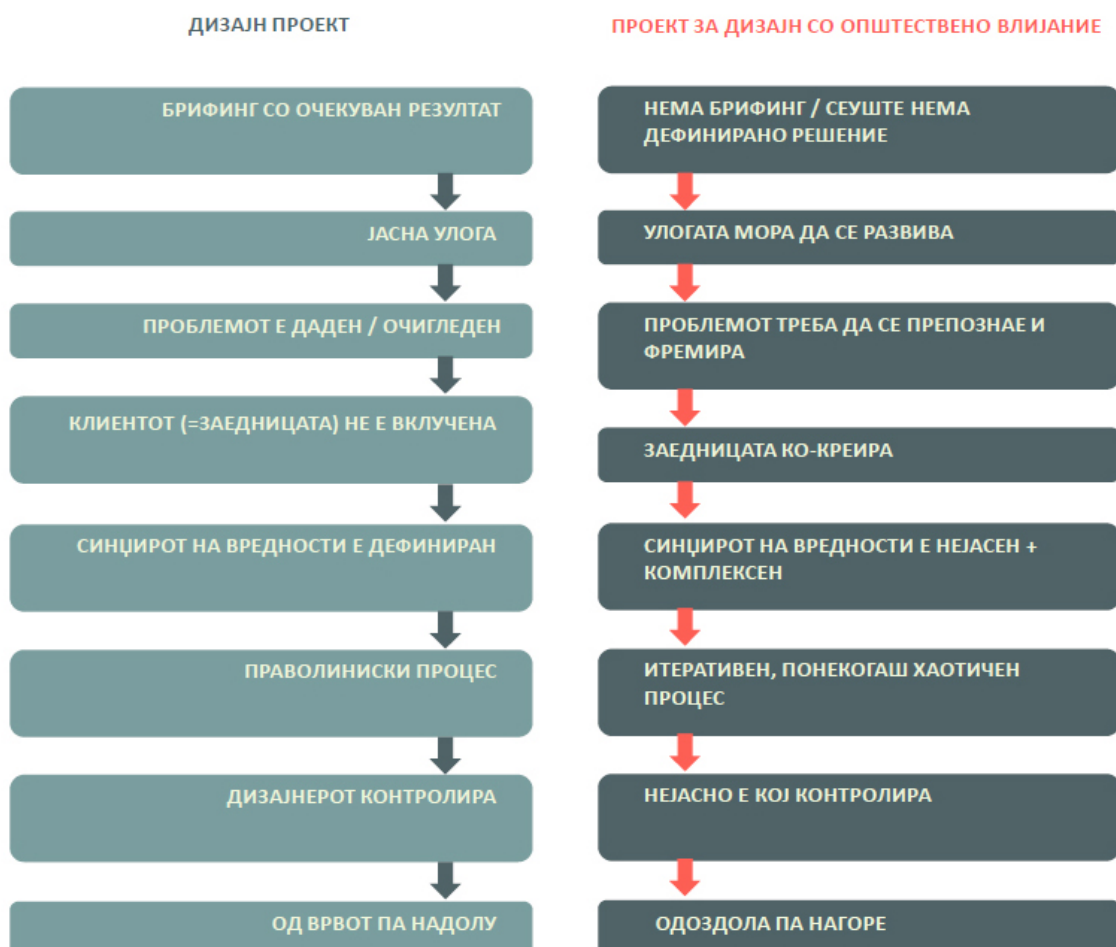 ДИЗАЈН ПРОЕКТ
БРИФИНГ СО ОЧЕКУВАН РЕЗУЛТАТ
ЈАСНА УЛОГА
ПРОБЛЕМОТ Е ДАДЕН / ОЧИГЛЕДЕН
КЛИЕНТОТ (=ЗАЕДНИЦАТА) НЕ Е ВКЛУЧЕНА
СИНЏИРОТ НА ВРЕДНОСТИ Е ДЕФИНИРАН
ПРАВОЛИНИСКИ ПРОЦЕС
ДИЗАЈНЕРОТ КОНТРОЛИРА
ОД ВРВОТ ПА НАДОЛУ
ПРОЕКТ ЗА ДИЗАЈН СО ОПШТЕСТВЕНО ВЛИЈАНИЕ
НЕМА БРИФИНГ / СЕУШТЕ НЕМА
ДЕФИНИРАНО РЕШЕНИЕ
УЛОГАТА МОРА ДА СЕ РАЗВИВА
ПРОБЛЕМОТ ТРЕБА ДА СЕ ПРЕПОЗНАЕ И
ФРЕМИРА
ЗАЕДНИЦАТА КО-КРЕИРА
СИНЏИРОТ НА ВРЕДНОСТИ Е НЕЈАСЕН +
КОМПЛЕКСЕН
ИТЕРАТИВЕН, ПОНЕКОГАШ ХАОТИЧЕН
ПРОЦЕС
НЕЈАСНО Е КОЈ КОНТРОЛИРА
ОДОЗДОЛА ПА НАГОРЕ